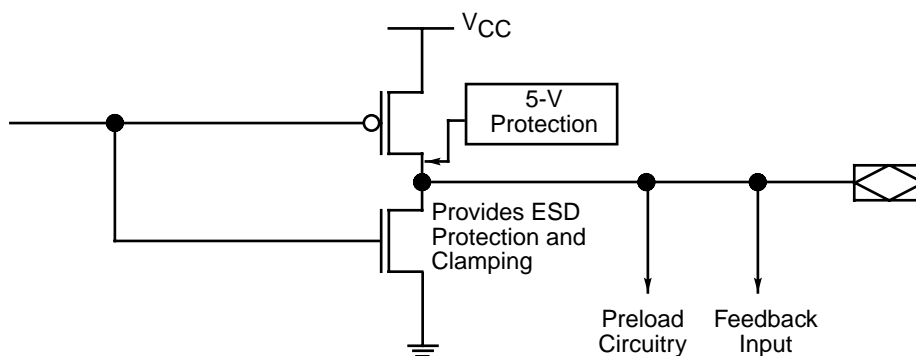 VCC
5-V
Protection
Provides ESD
Protection and
Clamping
Preload
Circuitry
Feedback
Input